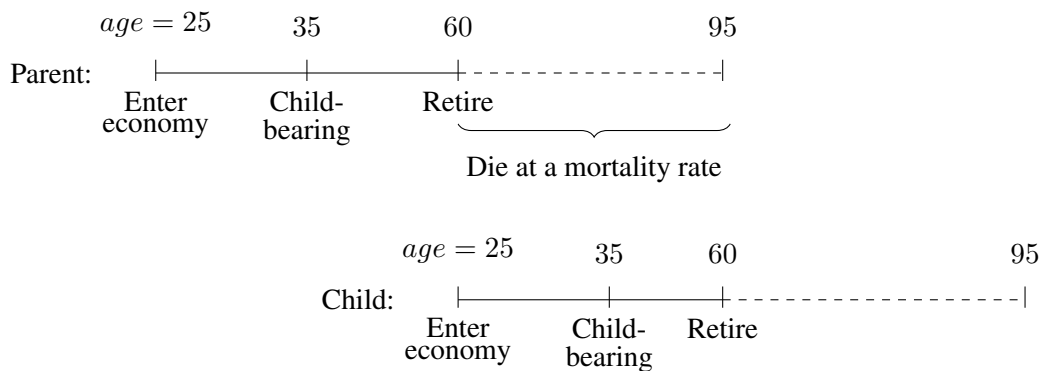 age = 25 35 60 95
Parent:
Enter economy Child-bearing Retire
Die at a mortality rate
age = 25 35 60 95
Child:
Enter economy Child-bearing Retire